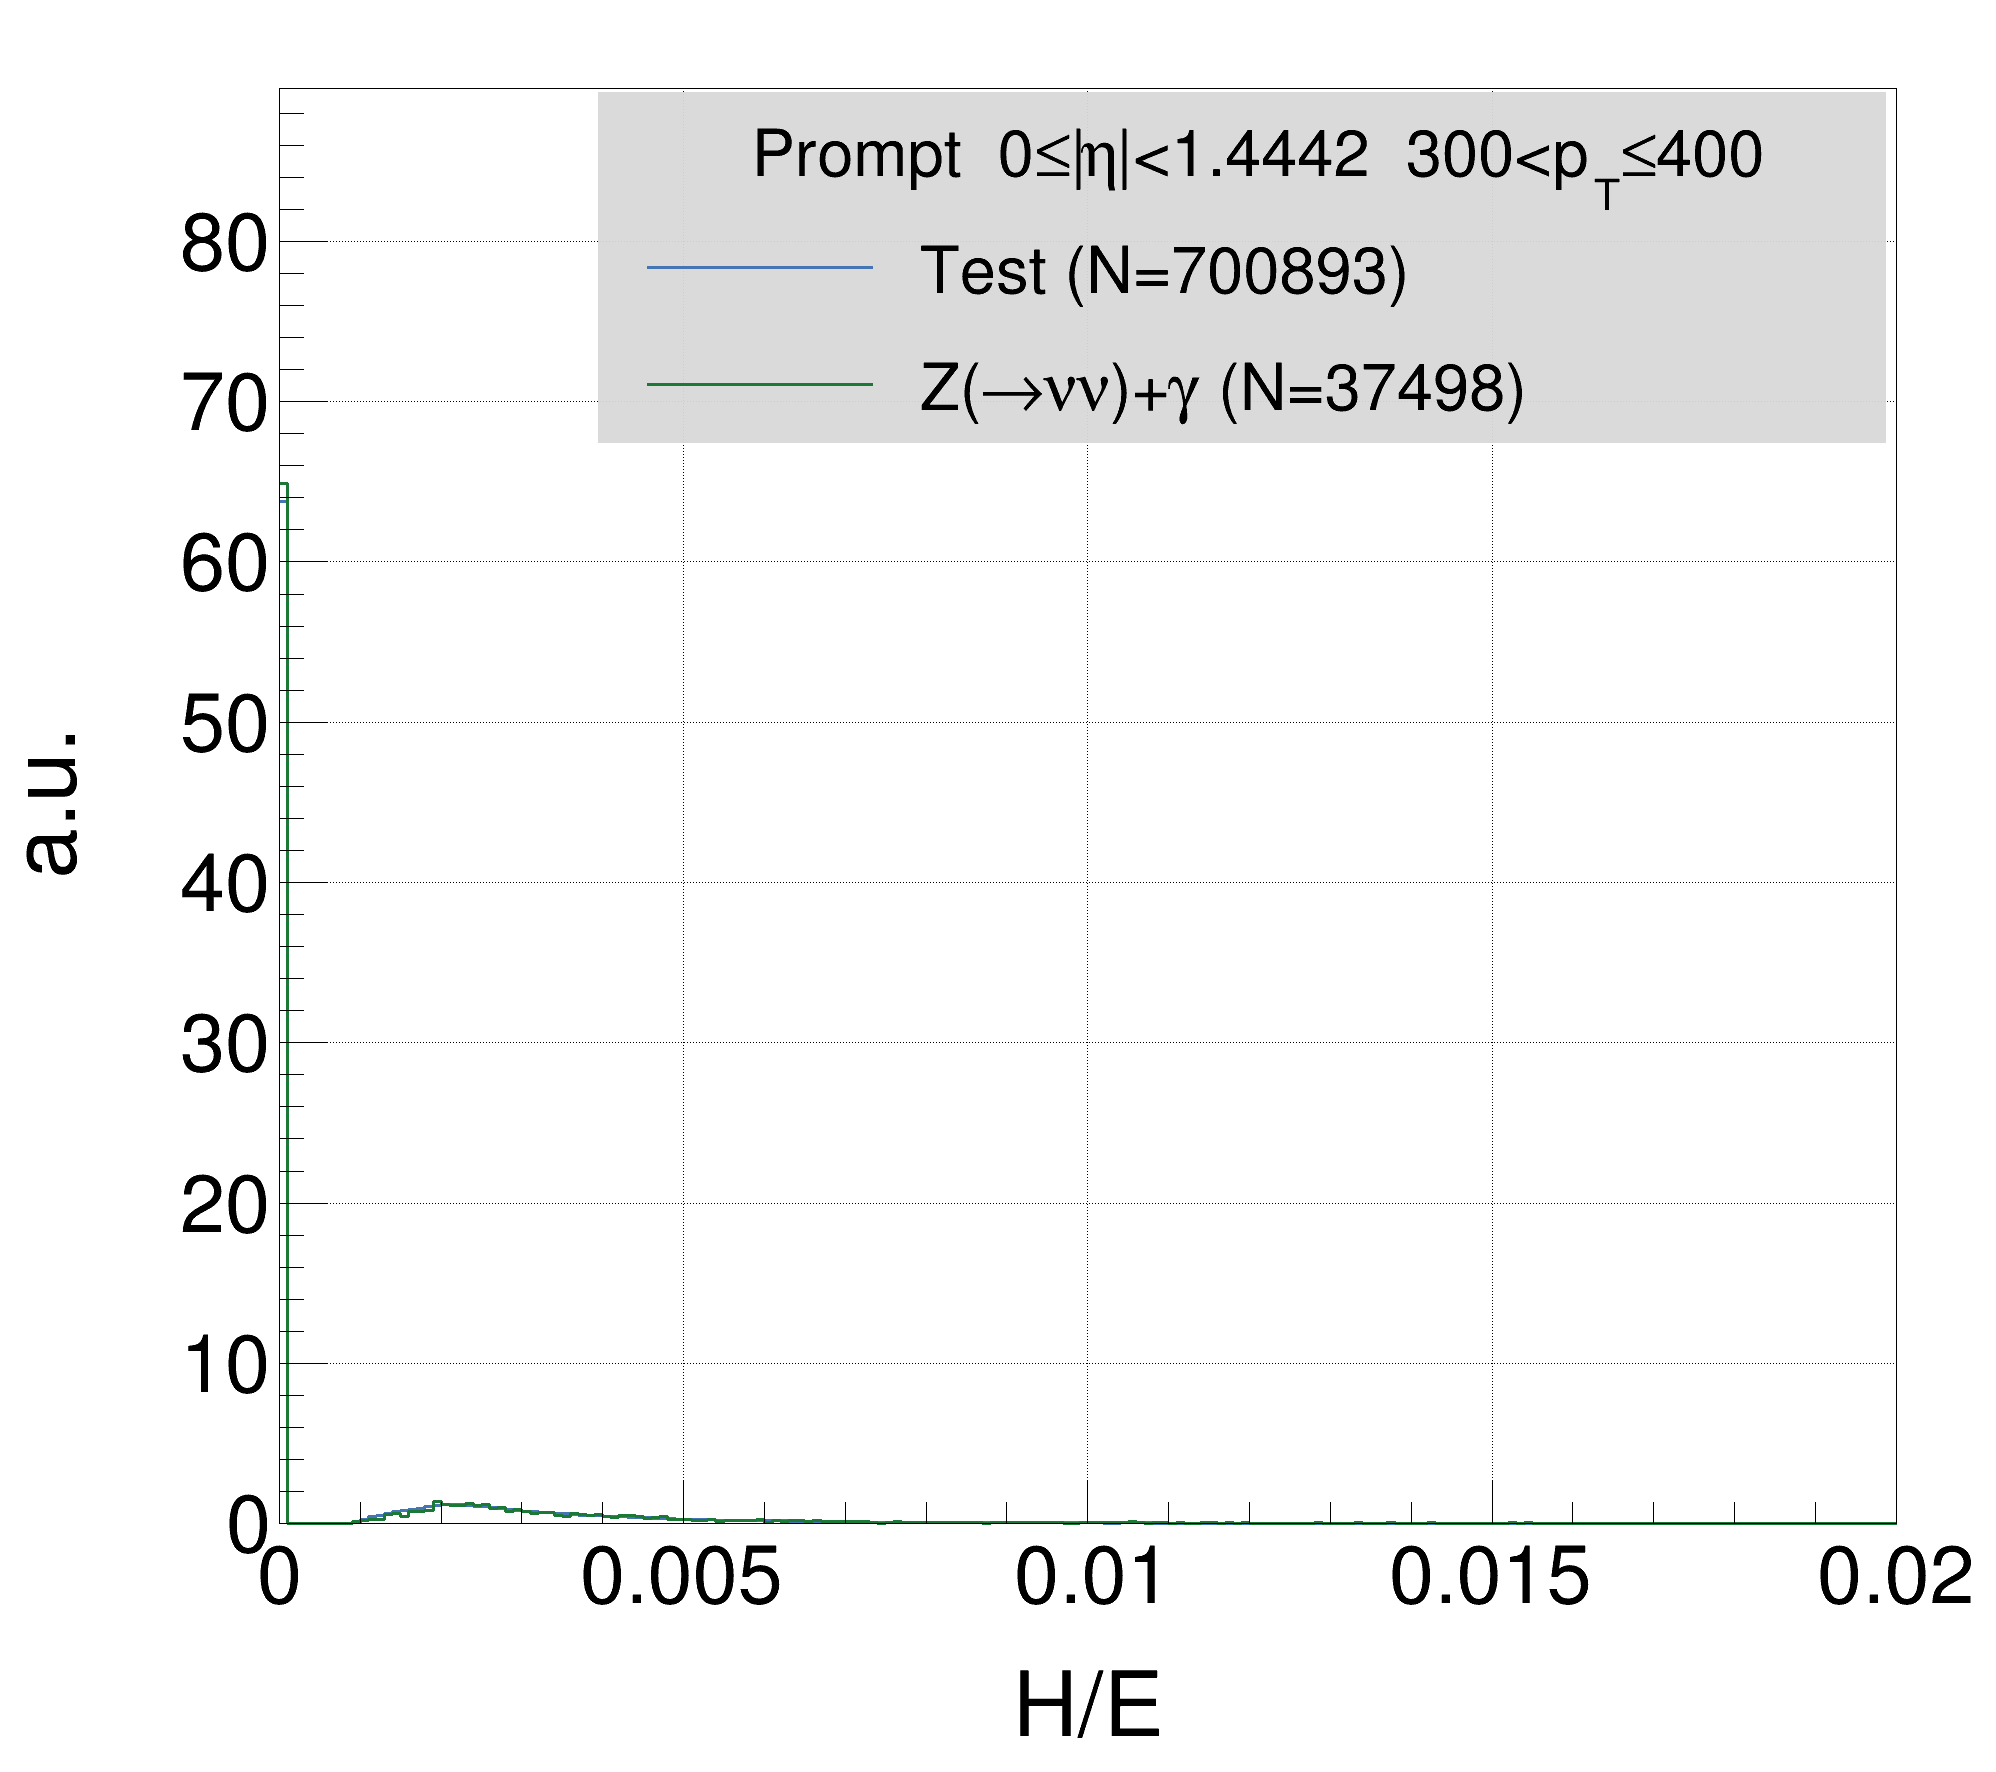 Prompt 0≤|η|<1.4442 300<p_T≤400
Test (N=700893)
Z(→νν)+γ (N=37498)
a.u.
80
70
60
50
40
30
20
10
0
0 0.005 0.01 0.015 0.02
H/E